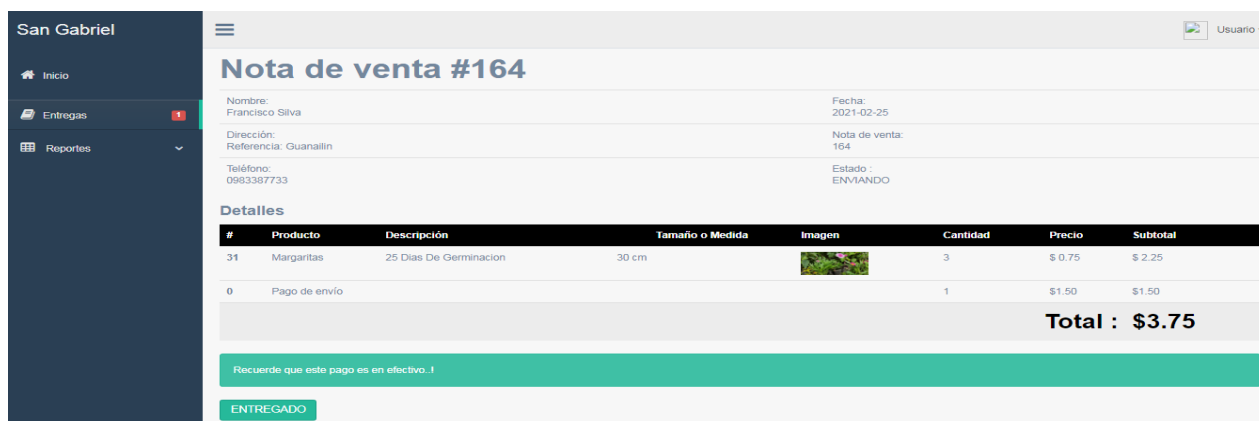 San Gabriel
Usuario
Inicio
Entregas 1
Reportes
Nota de venta #164
Nombre:
Francisco Silva
Fecha:
2021-02-25
Dirección:
Referencia: Guanailin
Nota de venta:
164
Teléfono:
0983387733
Estado :
ENVIANDO
Detalles
# Producto Descripción Tamaño o Medida Imagen Cantidad Precio Subtotal
31 Margaritas 25 Dias De Germinacion 30 cm 3 $ 0.75 $ 2.25
0 Pago de envío 1 $1.50 $1.50
Total : $3.75
Recuerde que este pago es en efectivo..!
ENTREGADO